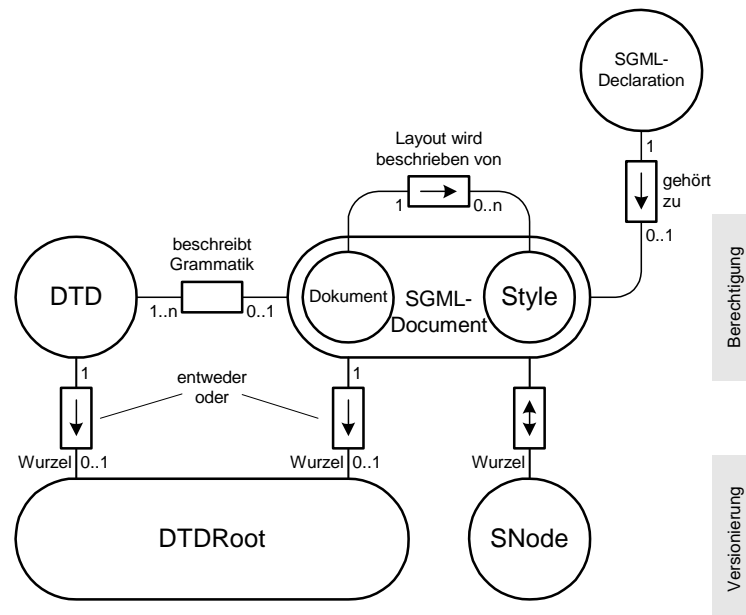 SGML-
Declaration
1
gehört
zu
0..1
Layout wird
beschrieben von
1
0..n
beschreibt
Grammatik
DTD
1..n
0..1
Dokument
SGML-
Document
Style
1
entweder
oder
1
Wurzel
0..1
Wurzel
0..1
Wurzel
DTDRoot
SNode
Berechtigung
Versionierung